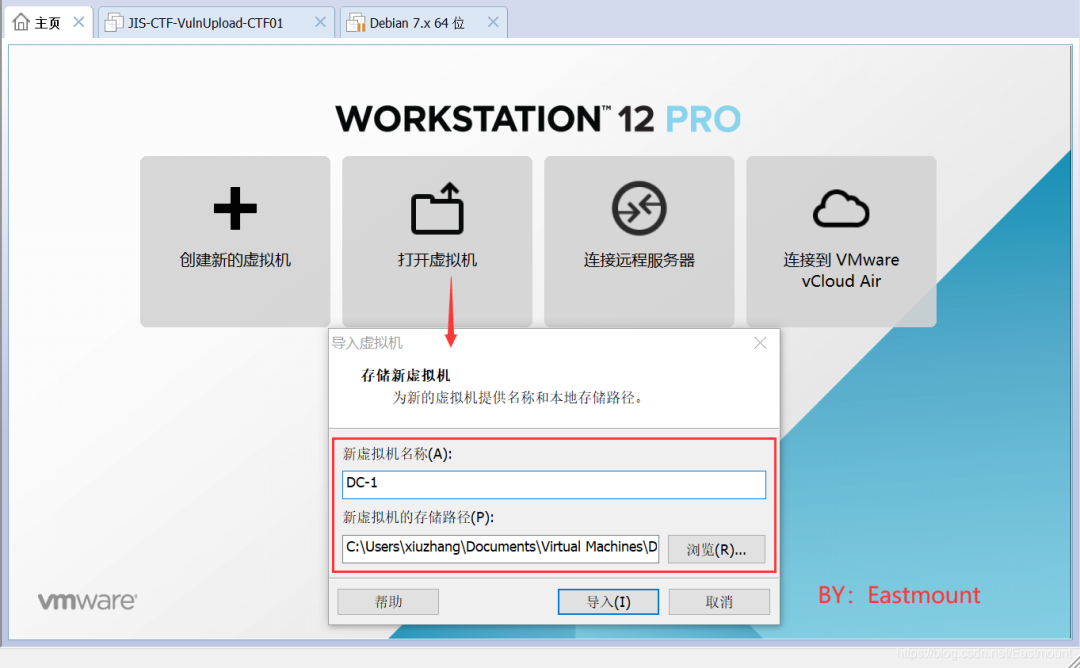 主页
JIS-CTF-VulnUpload-CTF01
Debian 7.x 64 位
WORKSTATION™ 12 PRO
创建新的虚拟机
打开虚拟机
连接远程服务器
连接到 VMware
vCloud Air
导入虚拟机
存储新虚拟机
为新的虚拟机提供名称和本地存储路径。
新虚拟机名称(A):
DC-1
新虚拟机的存储路径(P):
C:\Users\xiuzhang\Documents\Virtual Machines\D
浏览(R)...
帮助
导入(I)
取消
vmware®
BY：Eastmount
https://blog.csdn.net/Eastmount